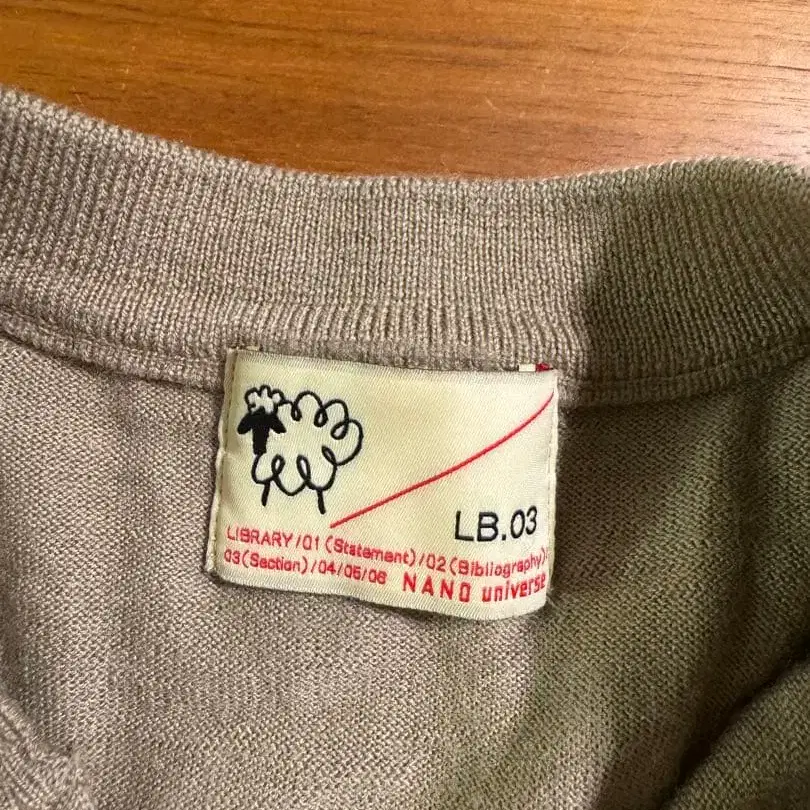 LB.03
LIBRARY/01 (Statement)/02(Bibliography)/
03(Section)/04/05/06 NANO universe